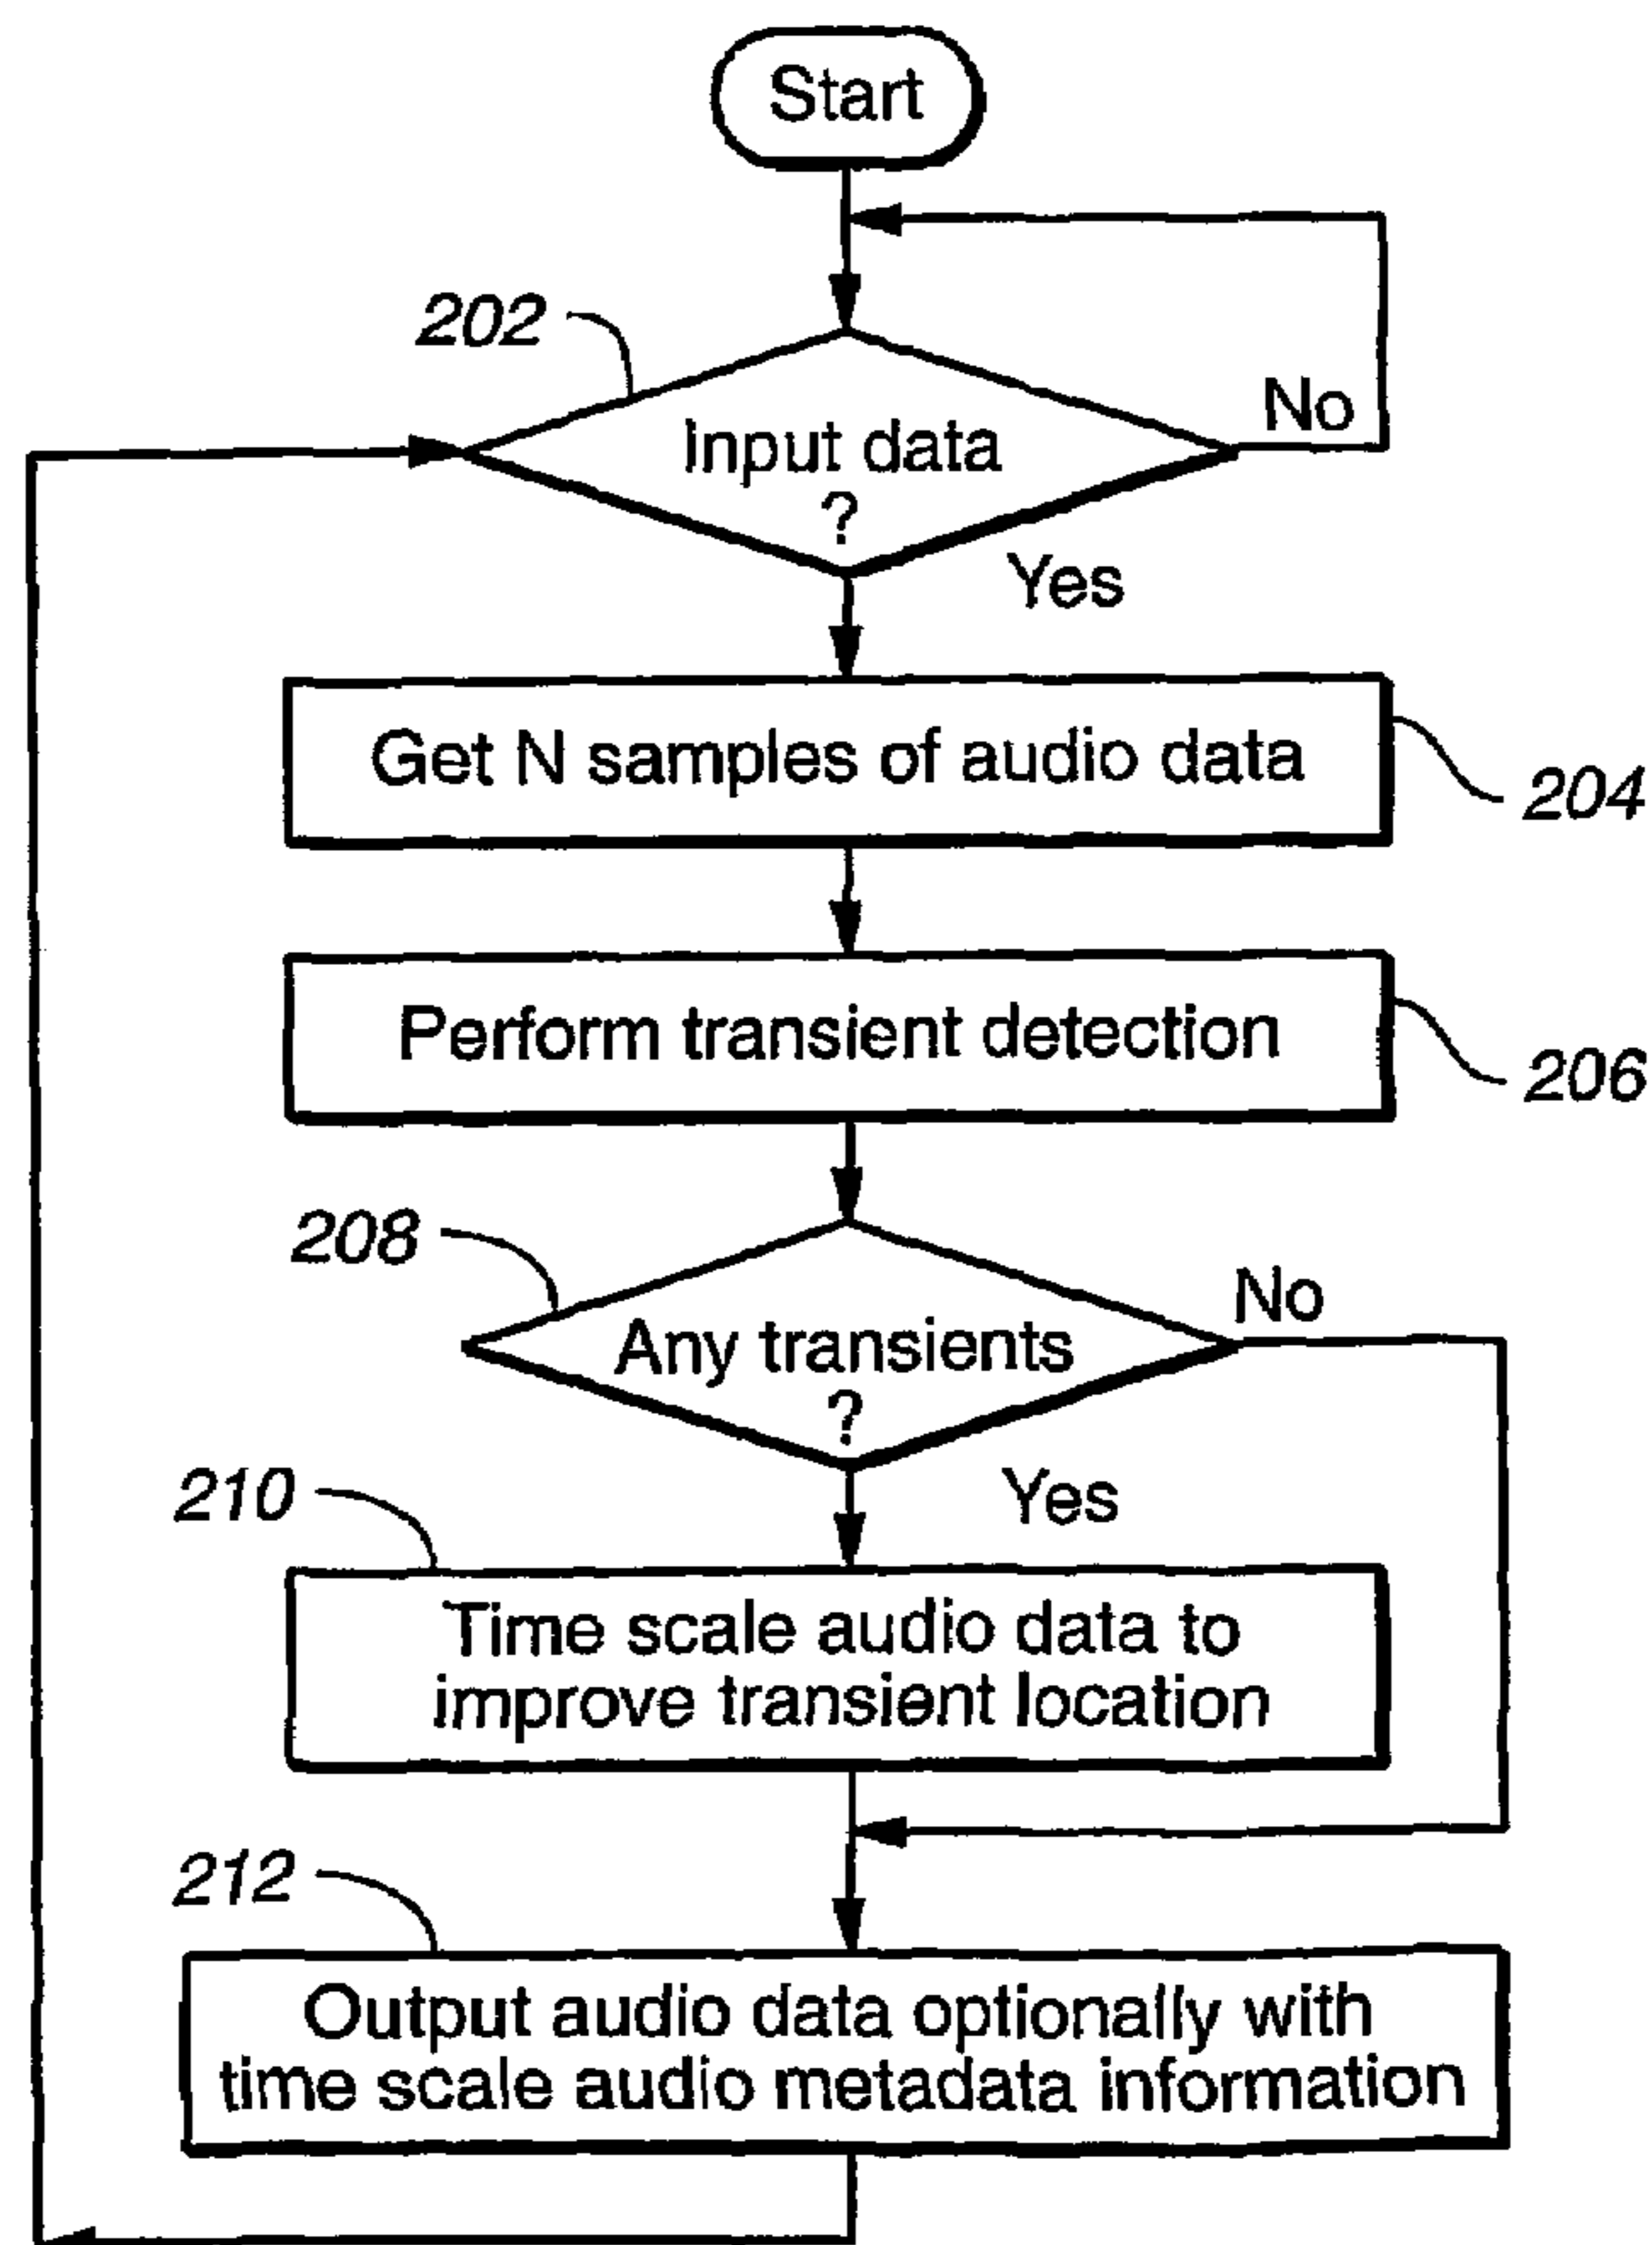 Start
202
Input data
?
No
Yes
Get N samples of audio data
204
Perform transient detection
206
208
Any transients
?
No
Yes
210
Time scale audio data to
improve transient location
212
Output audio data optionally with
time scale audio metadata information